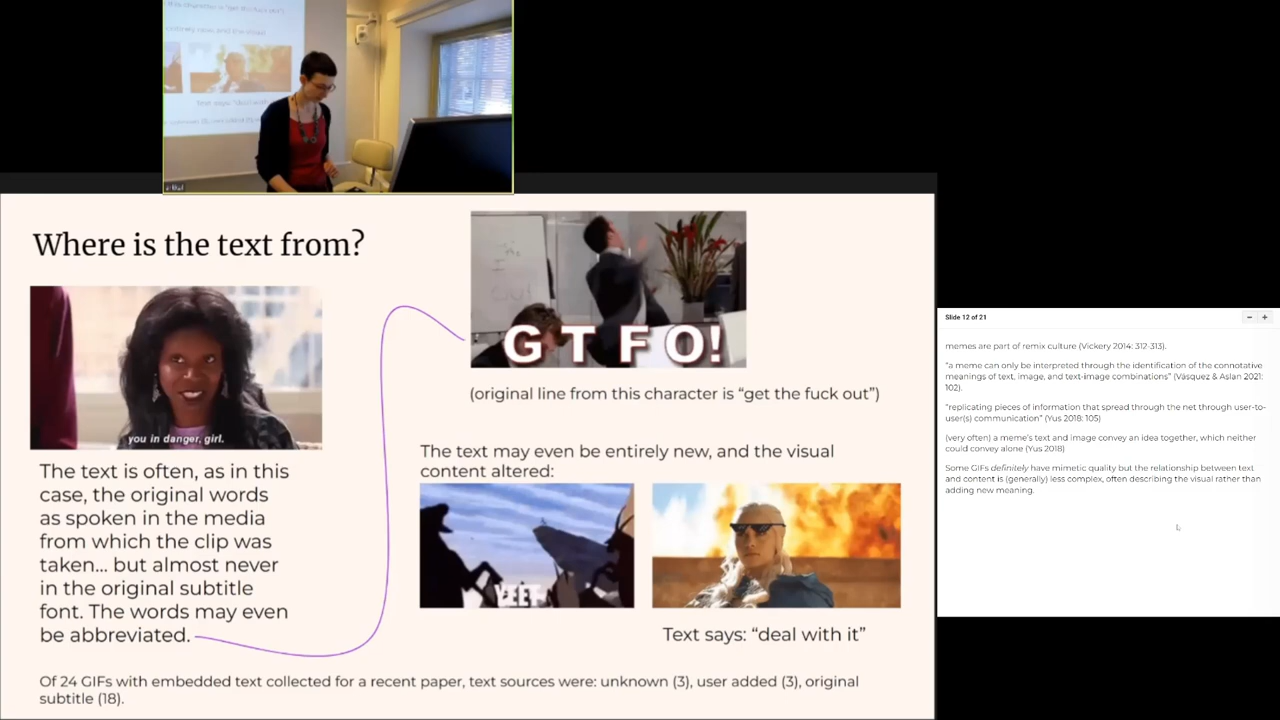 Where is the text from?
you in danger, girl.
The text is often, as in this
case, the original words
as spoken in the media
from which the clip was
taken... but almost never
in the original subtitle
font. The words may even
be abbreviated.
GTFO!
(original line from this character is “get the fuck out”)
The text may even be entirely new, and the visual
content altered:
YEET
Text says: “deal with it”
Of 24 GIFs with embedded text collected for a recent paper, text sources were: unknown (3), user added (3), original
subtitle (18).
Slide 12 of 21
memes are part of remix culture (Vickery 2014: 312-313).
“a meme can only be interpreted through the identification of the connotative
meanings of text, image, and text-image combinations” (Vásquez & Aslan 2021:
102).
“replicating pieces of information that spread through the net through user-to-
user(s) communication” (Yus 2018: 105)
(very often) a meme’s text and image convey an idea together, which neither
could convey alone (Yus 2018)
Some GIFs definitely have mimetic quality but the relationship between text
and content is (generally) less complex, often describing the visual rather than
adding new meaning.